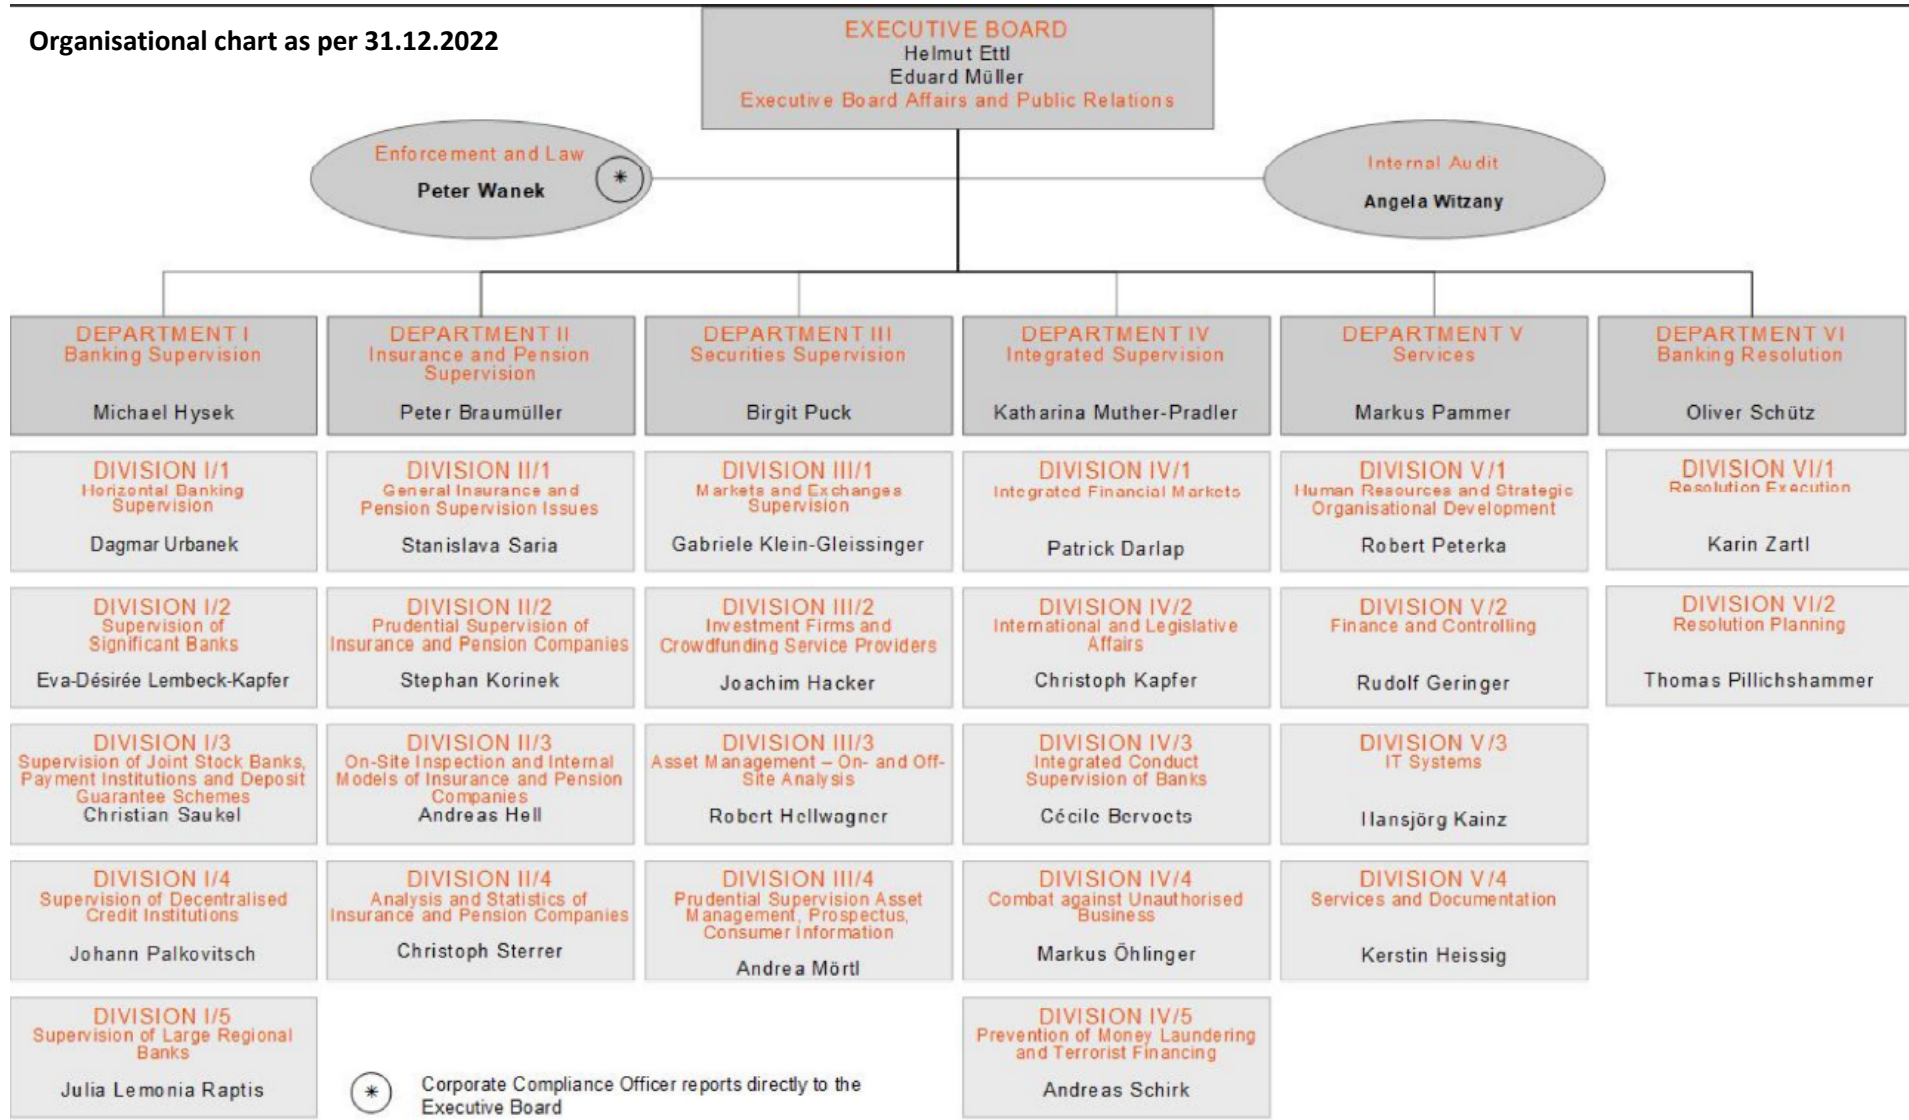 Organisational chart as per 31.12.2022
EXECUTIVE BOARD
Helmut Ettl
Eduard Müller
Executive Board Affairs and Public Relations
Enforcement and Law
Peter Wanek
*
Internal Audit
Angela Witzany
DEPARTMENT I
Banking Supervision
Michael Hysek
DEPARTMENT II
Insurance and Pension
Supervision
Peter Braumüller
DEPARTMENT III
Securities Supervision
Birgit Puck
DEPARTMENT IV
Integrated Supervision
Katharina Muther-Pradler
DEPARTMENT V
Services
Markus Pammer
DEPARTMENT VI
Banking Resolution
Oliver Schütz
DIVISION I/1
Horizontal Banking
Supervision
Dagmar Urbanek
DIVISION II/1
General Insurance and
Pension Supervision Issues
Stanislava Saria
DIVISION III/1
Markets and Exchanges
Supervision
Gabriele Klein-Gleissinger
DIVISION IV/1
Integrated Financial Markets
Patrick Darlap
DIVISION V/1
Human Resources and Strategic
Organisational Development
Robert Peterka
DIVISION VI/1
Resolution Execution
Karin Zartl
DIVISION I/2
Supervision of
Significant Banks
Eva-Désirée Lembeck-Kapfer
DIVISION II/2
Prudential Supervision of
Insurance and Pension Companies
Stephan Korinek
DIVISION III/2
Investment Firms and
Crowdfunding Service Providers
Joachim Hacker
DIVISION IV/2
International and Legislative
Affairs
Christoph Kapfer
DIVISION V/2
Finance and Controlling
Rudolf Geringer
DIVISION VI/2
Resolution Planning
Thomas Pillichshammer
DIVISION I/3
Supervision of Joint Stock Banks,
Payment Institutions and Deposit
Guarantee Schemes
Christian Saukel
DIVISION II/3
On-Site Inspection and Internal
Models of Insurance and Pension
Companies
Andreas Hell
DIVISION III/3
Asset Management – On- and Off-
Site Analysis
Robert Hellwagner
DIVISION IV/3
Integrated Conduct
Supervision of Banks
Cécile Bervoets
DIVISION V/3
IT Systems
Hansjörg Kainz
DIVISION I/4
Supervision of Decentralised
Credit Institutions
Johann Palkovitsch
DIVISION II/4
Analysis and Statistics of
Insurance and Pension Companies
Christoph Sterrer
DIVISION III/4
Prudential Supervision Asset
Management, Prospectus,
Consumer Information
Andrea Mörtl
DIVISION IV/4
Combat against Unauthorised
Business
Markus Öhlinger
DIVISION V/4
Services and Documentation
Kerstin Heissig
DIVISION I/5
Supervision of Large Regional
Banks
Julia Lemonia Raptis
DIVISION IV/5
Prevention of Money Laundering
and Terrorist Financing
Andreas Schirk
* Corporate Compliance Officer reports directly to the
Executive Board